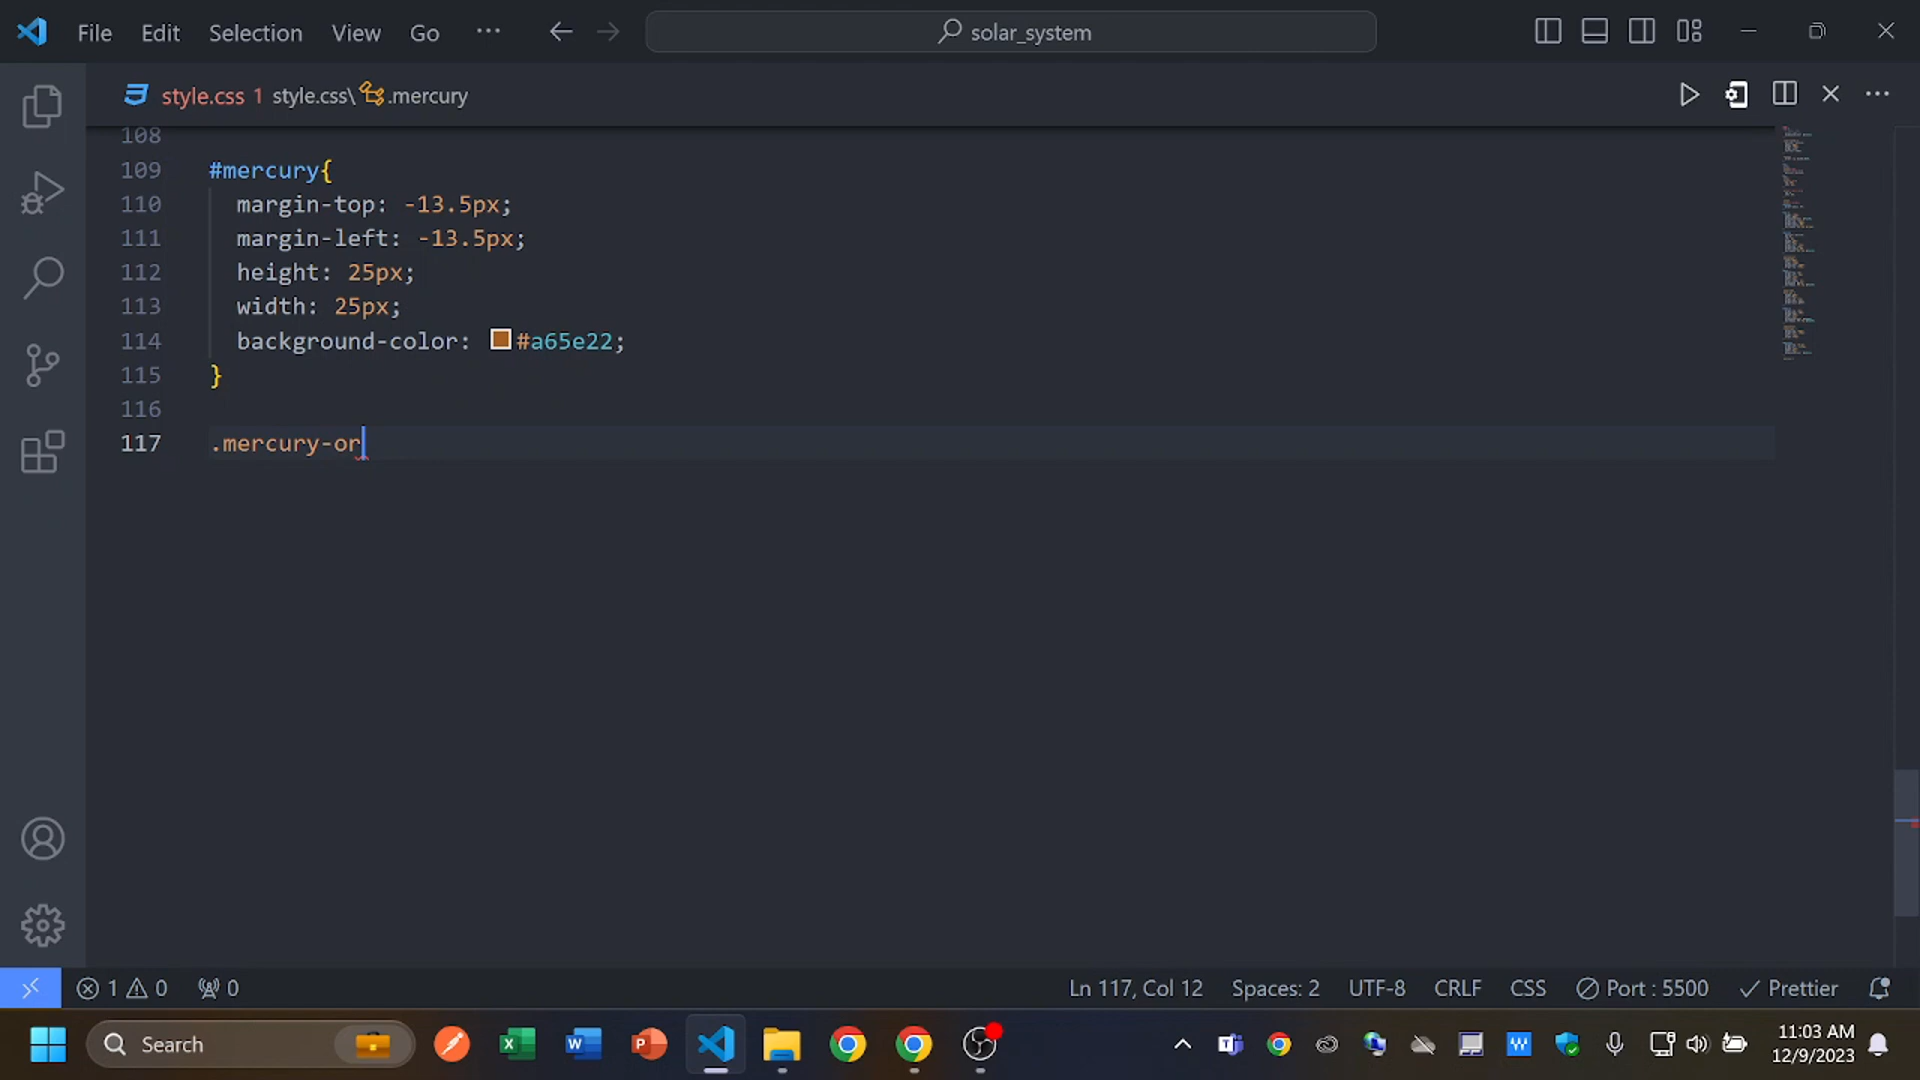 File Edit Selection View Go ··· solar_system
style.css 1 style.css\ .mercury
108
109 #mercury{
110 margin-top: -13.5px;
111 margin-left: -13.5px;
112 height: 25px;
113 width: 25px;
114 background-color: #a65e22;
115 }
116
117 .mercury-or
1 0 0 Ln 117, Col 12 Spaces: 2 UTF-8 CRLF CSS Port : 5500 Prettier
Search
11:03 AM
12/9/2023